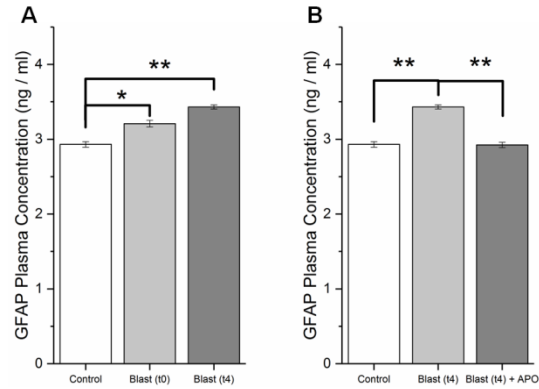 A
GFAP Plasma Concentration (ng / ml)
4
3
2
1
0
**
*
Control
Blast (t0)
Blast (t4)
B
GFAP Plasma Concentration (ng / ml)
4
3
2
1
0
**
**
Control
Blast (t4)
Blast (t4) + APO